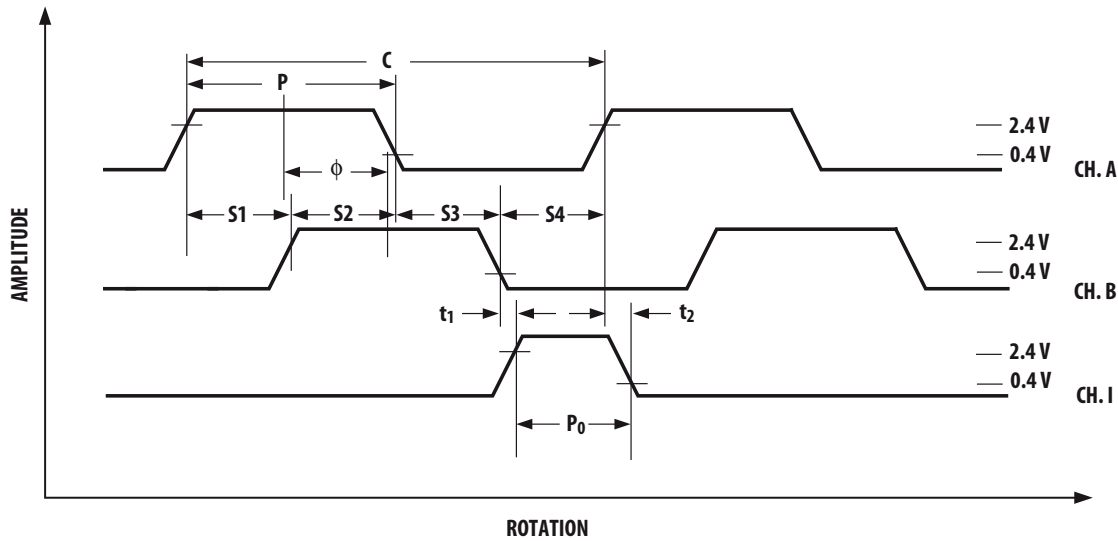 C
P
2.4 V
0.4 V
CH. A
ϕ
S1 S2 S3 S4
AMPLITUDE
2.4 V
0.4 V
CH. B
t1 t2
2.4 V
0.4 V
CH. I
P0
ROTATION